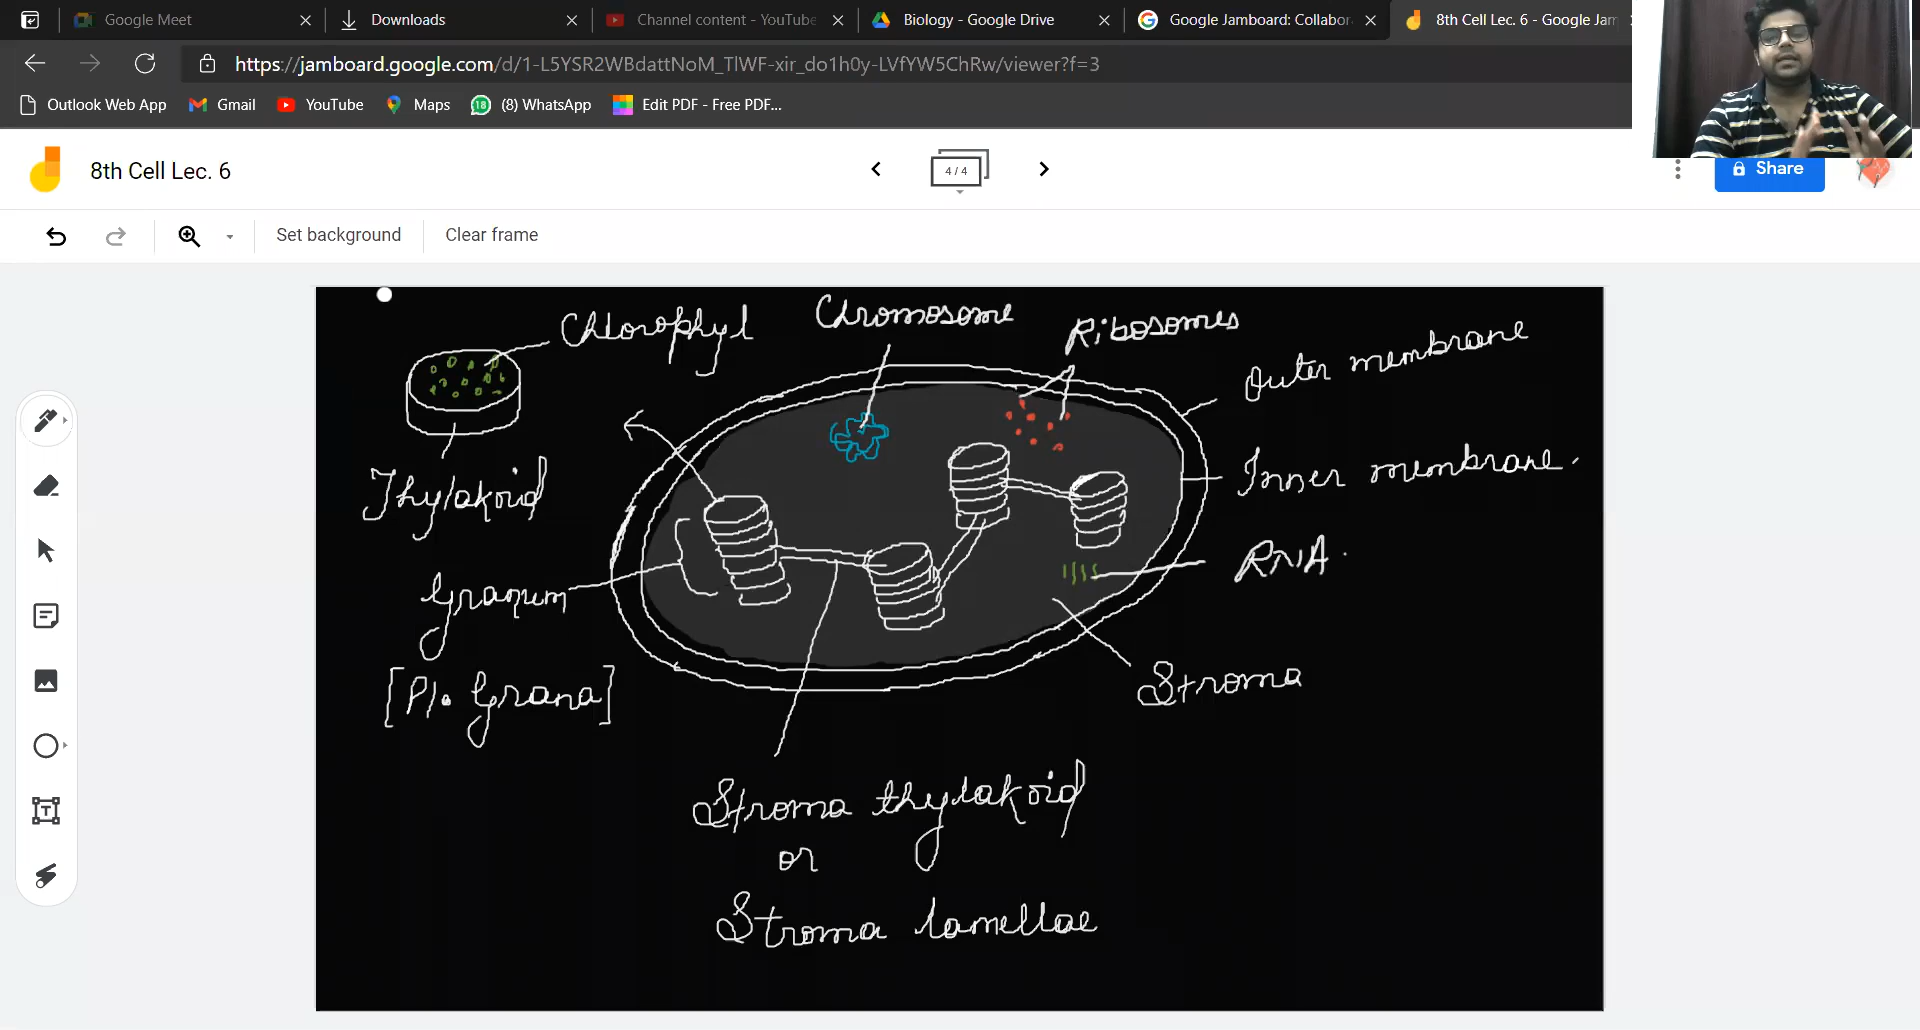 Google Meet
Downloads
Channel content - YouTube
Biology - Google Drive
Google Jamboard: Collabor
8th Cell Lec. 6 - Google Jam
https://jamboard.google.com/d/1-L5YSR2WBdattNoM_TlWF-xir_do1h0y-LVfYW5ChRw/viewer?f=3
Outlook Web App
Gmail
YouTube
Maps
18
(8) WhatsApp
Edit PDF - Free PDF...
8th Cell Lec. 6
4 / 4
Share
Set background
Clear frame
Chlorophyl
Chromosome
Ribosomes
Outer membrane
Thylakoid
Inner membrane.
Granum
RNA.
[Pl. Grana]
Stroma
Stroma thylakoid
or
Stroma lamellae